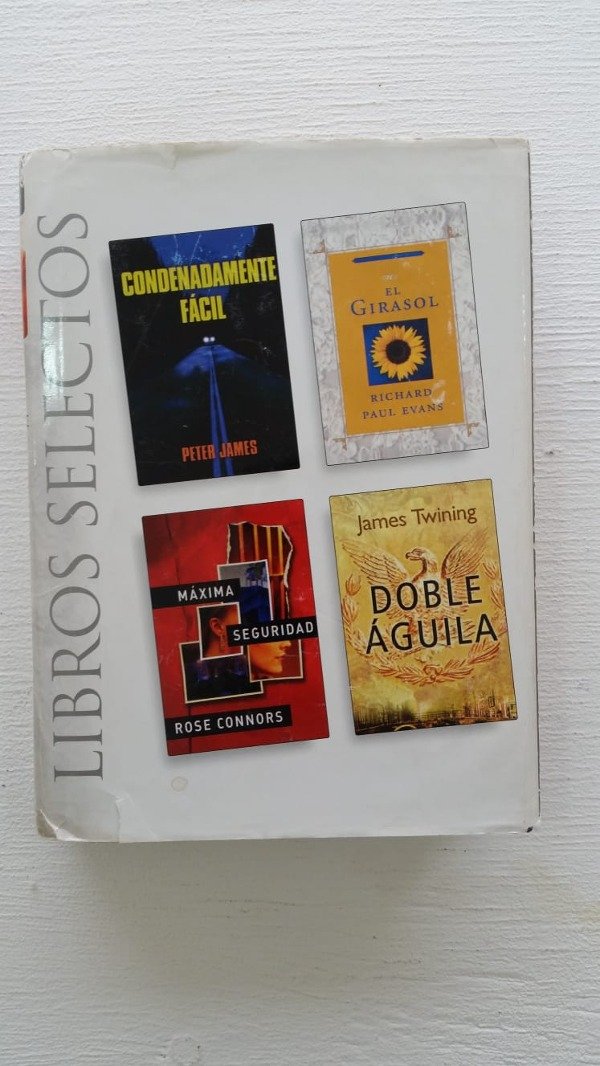 LIBROS SELECTOS
CONDENADAMENTE
FÁCIL
PETER JAMES
EL
GIRASOL
RICHARD
PAUL EVANS
MÁXIMA
SEGURIDAD
ROSE CONNORS
James Twining
DOBLE
ÁGUILA